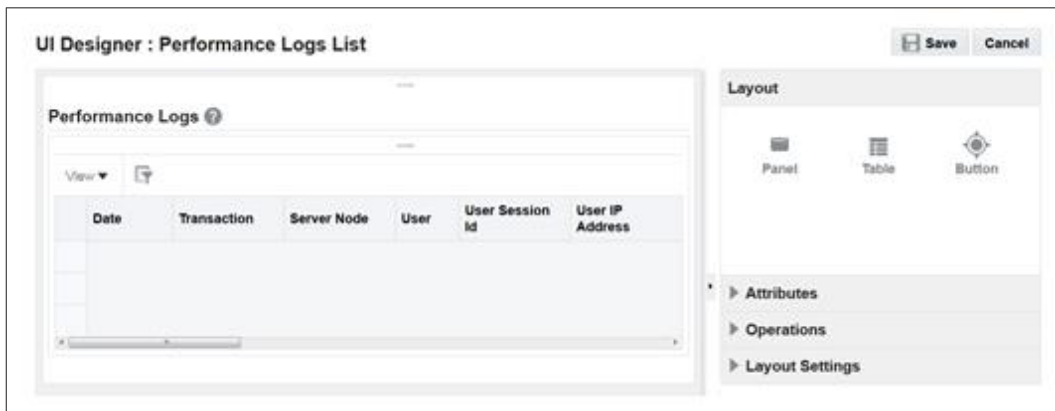 UI Designer : Performance Logs List
Save Cancel
Performance Logs
View
Date Transaction Server Node User User Session Id User IP Address
Layout
Panel Table Button
Attributes
Operations
Layout Settings